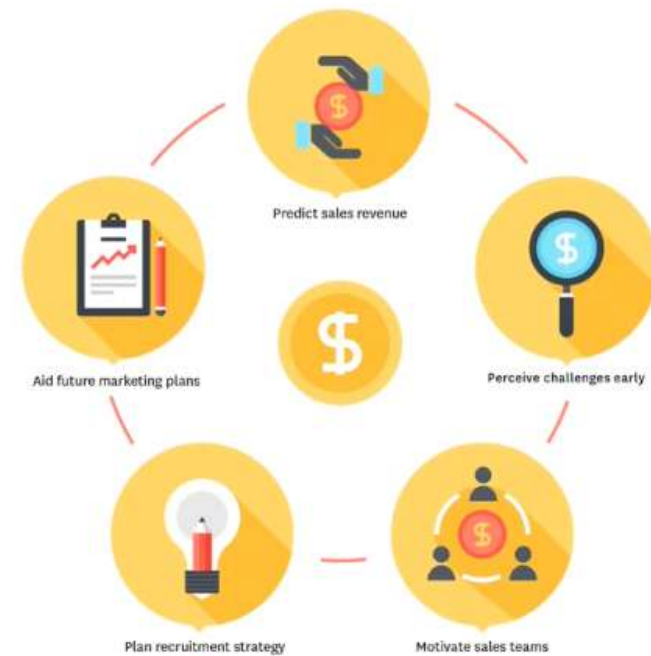 Predict sales revenue
Perceive challenges early
Motivate sales teams
Plan recruitment strategy
Aid future marketing plans
$
$
$
$